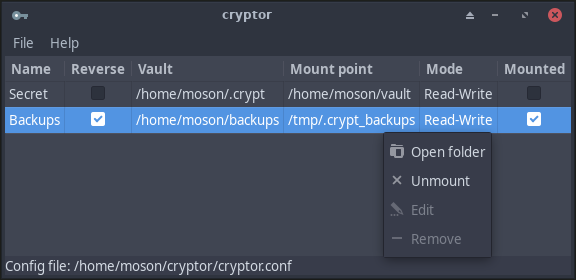 cryptor
File Help
Name Reverse Vault Mount point Mode Mounted
Secret /home/moson/.crypt /home/moson/vault Read-Write
Backups /home/moson/backups /tmp/.crypt_backups Read-Write
Open folder
Unmount
Edit
Remove
Config file: /home/moson/cryptor/cryptor.conf